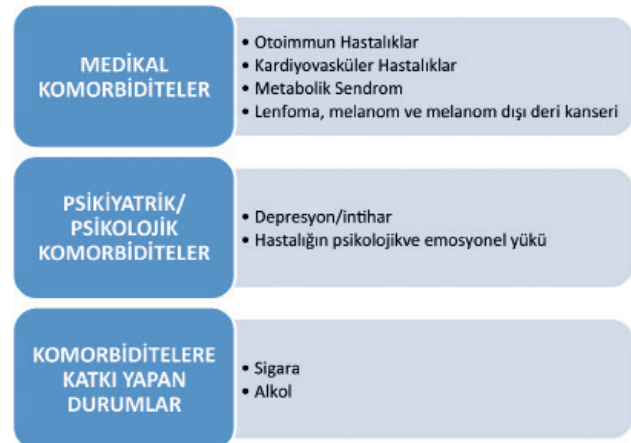 MEDİKAL
KOMORBİDİTELER
• Otoimmun Hastalıklar
• Kardiyovasküler Hastalıklar
• Metabolik Sendrom
• Lenfoma, melanom ve melanom dışı deri kanseri
PSİKİYATRİK/
PSİKOLOJİK
KOMORBİDİTELER
• Depresyon/intihar
• Hastalığın psikolojikve emosyonel yükü
KOMORBİDİTELERE
KATKI YAPAN
DURUMLAR
• Sigara
• Alkol